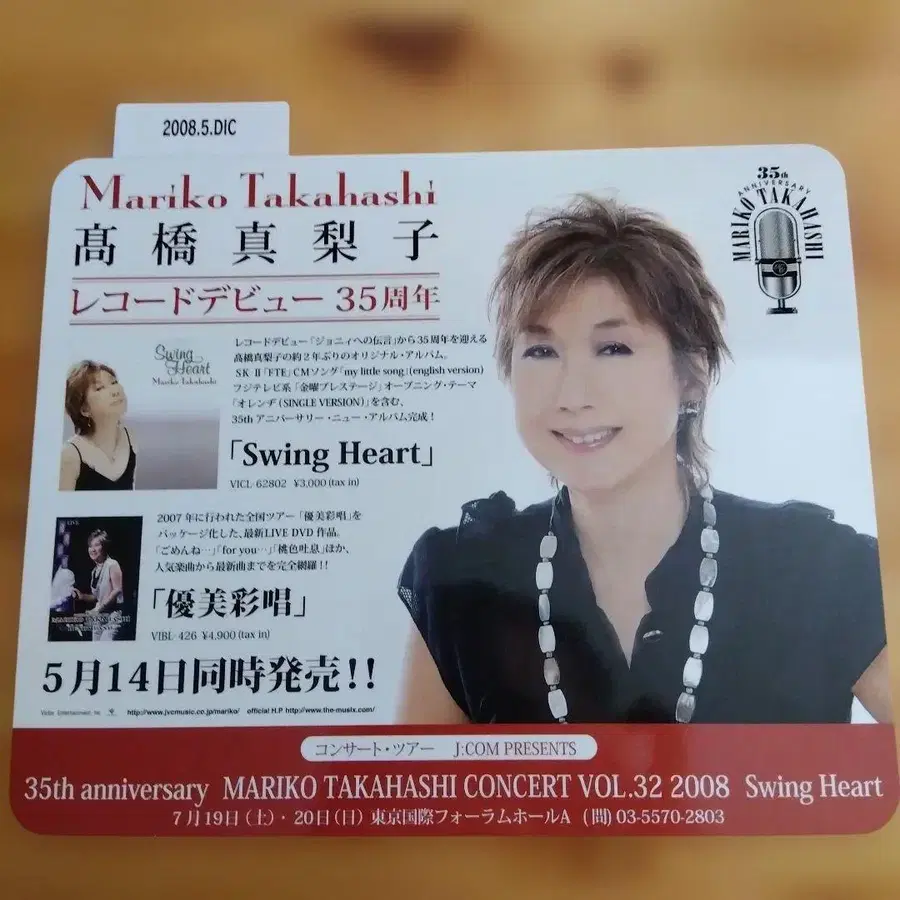 2008.5.DIC
Mariko Takahashi
髙橋真梨子
レコードデビュー 35周年
35th
ANNIVERSARY
MARIKO TAKAHASHI
Swing
Heart
Mariko Takahashi
レコードデビュー「ジョニィへの伝言」から35周年を迎える
髙橋真梨子の約2年ぶりのオリジナル・アルバム。
SK-Ⅱ「FTE」CMソング「my little song」(english version)
フジテレビ系「金曜プレステージ」オープニング・テーマ
「オレンヂ(SINGLE VERSION)」を含む、
35th アニバーサリー・ニュー・アルバム完成!
「Swing Heart」
VICL-62802 ¥3,000(tax in)
LIVE
2007年に行われた全国ツアー「優美彩唱」を
パッケージ化した、最新LIVE DVD作品。
「ごめんね…」「for you…」「桃色吐息」ほか、
人気楽曲から最新曲までを完全網羅!!
「優美彩唱」
VIBL-426 ¥4,900(tax in)
5月14日同時発売!!
Victor Entertainment, Inc. http://www.jvcmusic.co.jp/mariko/ official H.P http://www.the-musix.com/
コンサート・ツアー J:COM PRESENTS
35th anniversary MARIKO TAKAHASHI CONCERT VOL.32 2008 Swing Heart
7月19日(土)・20日(日) 東京国際フォーラムホールA (問)03-5570-2803